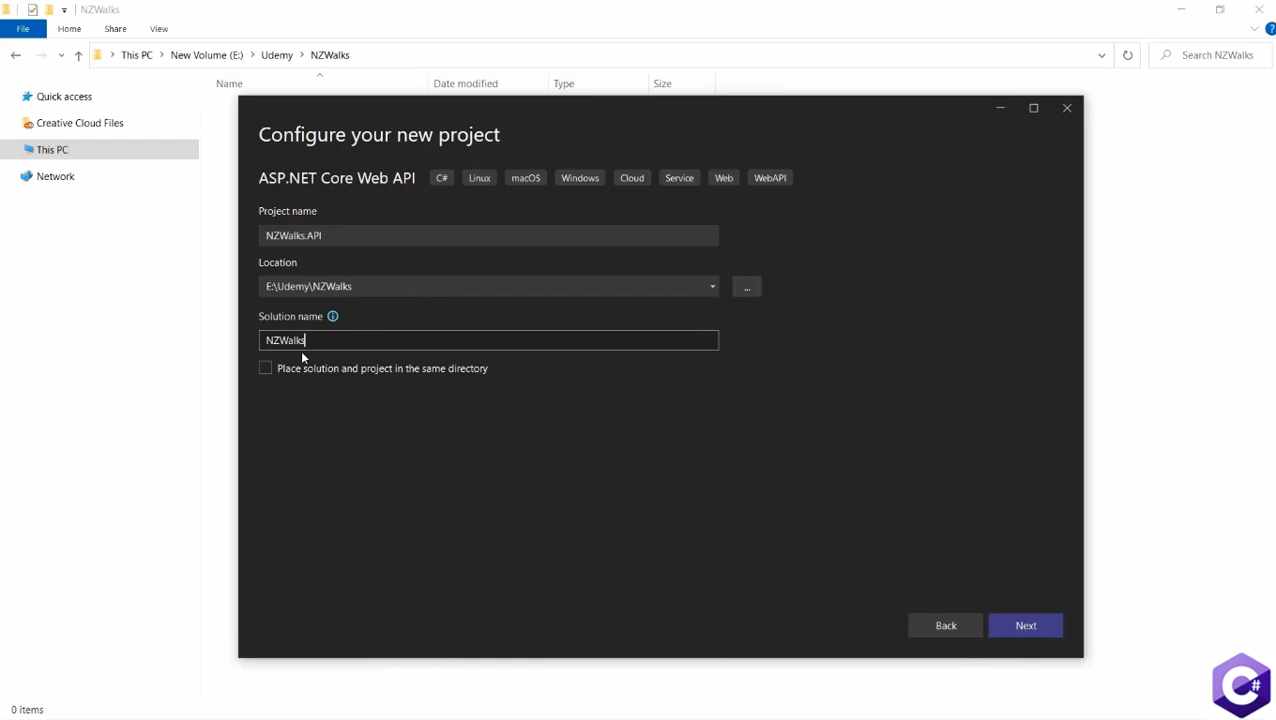 NZWalks
File Home Share View
This PC New Volume (E:) Udemy NZWalks Search NZWalks
Name Date modified Type Size
Quick access
Creative Cloud Files
This PC
Network
Configure your new project
ASP.NET Core Web API C# Linux macOS Windows Cloud Service Web WebAPI
Project name
NZWalks.API
Location
E:\Udemy\NZWalks
...
Solution name
NZWalks
Place solution and project in the same directory
Back Next
0 items
C#